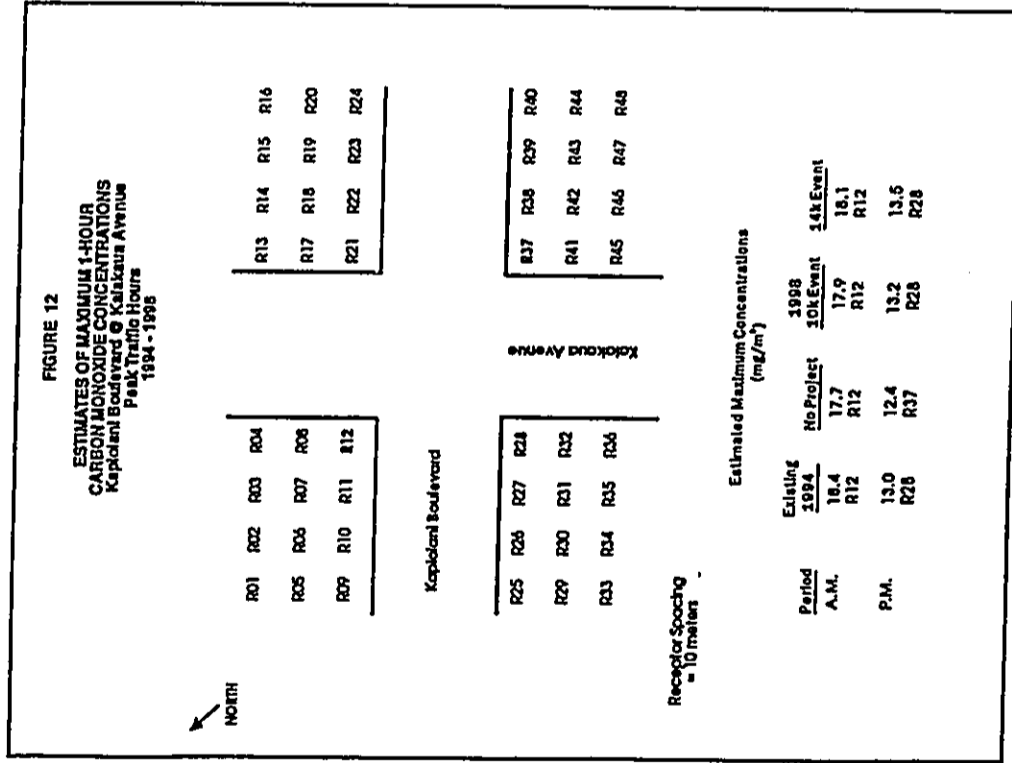 FIGURE 12
ESTIMATES OF MAXIMUM 1-HOUR
CARBON MONOXIDE CONCENTRATIONS
Kapiolani Boulevard @ Kalakaua Avenue
Peak Traffic Hours
1994 - 1998
NORTH
R01 R02 R03 R04 R13 R14 R15 R16
R05 R06 R07 R08 R17 R18 R19 R20
R09 R10 R11 R12 R21 R22 R23 R24
Kapiolani Boulevard
Kalakaua Avenue
R25 R26 R27 R28 R37 R38 R39 R40
R29 R30 R31 R32 R41 R42 R43 R44
R33 R34 R35 R36 R45 R46 R47 R48
Receptor Spacing
= 10 meters
Estimated Maximum Concentrations
(mg/m³)
Existing 1998
Period 1994 No Project 10k Event 14k Event
A.M. 18.4 17.7 17.9 18.1
R12 R12 R12 R12
P.M. 13.0 12.4 13.2 13.5
R28 R37 R28 R28